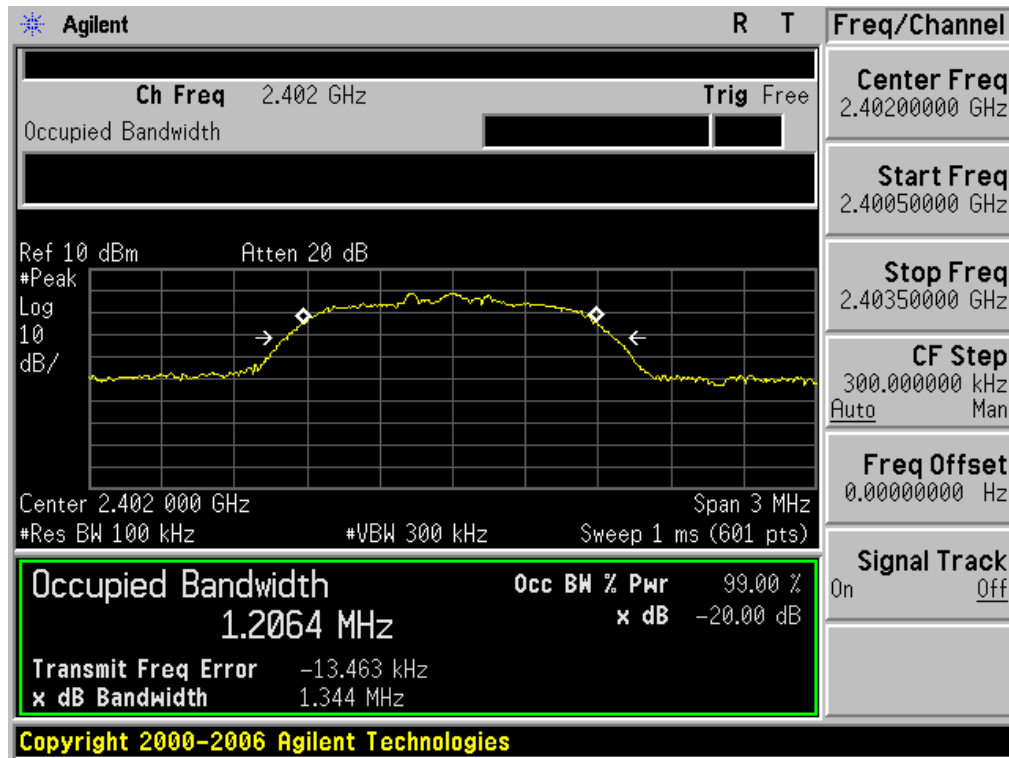 Agilent R T Freq/Channel
Ch Freq 2.402 GHz Trig Free
Occupied Bandwidth
Center Freq
2.40200000 GHz
Start Freq
2.40050000 GHz
Stop Freq
2.40350000 GHz
CF Step
300.000000 kHz
Auto Man
Freq Offset
0.00000000 Hz
Signal Track
On Off
Ref 10 dBm Atten 20 dB
#Peak
Log
10
dB/
Center 2.402 000 GHz Span 3 MHz
#Res BW 100 kHz #VBW 300 kHz Sweep 1 ms (601 pts)
Occupied Bandwidth Occ BW % Pwr 99.00 %
1.2064 MHz x dB -20.00 dB
Transmit Freq Error -13.463 kHz
x dB Bandwidth 1.344 MHz
Copyright 2000-2006 Agilent Technologies